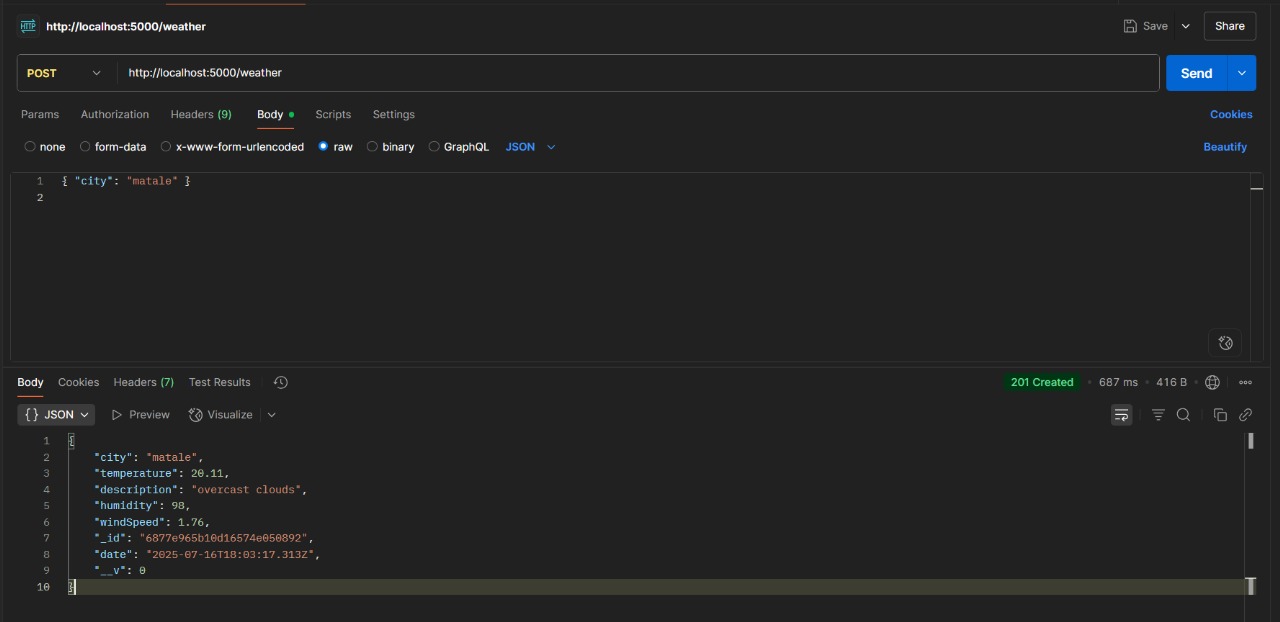 HTTP http://localhost:5000/weather Save Share
POST http://localhost:5000/weather Send
Params Authorization Headers (9) Body Scripts Settings Cookies
none form-data x-www-form-urlencoded raw binary GraphQL JSON Beautify
1 { "city": "matale" }
2
Body Cookies Headers (7) Test Results 201 Created • 687 ms • 416 B •
{} JSON Preview Visualize
1 {
2 "city": "matale",
3 "temperature": 20.11,
4 "description": "overcast clouds",
5 "humidity": 98,
6 "windSpeed": 1.76,
7 "_id": "6877e965b10d16574e050892",
8 "date": "2025-07-16T18:03:17.313Z",
9 "__v": 0
10 }